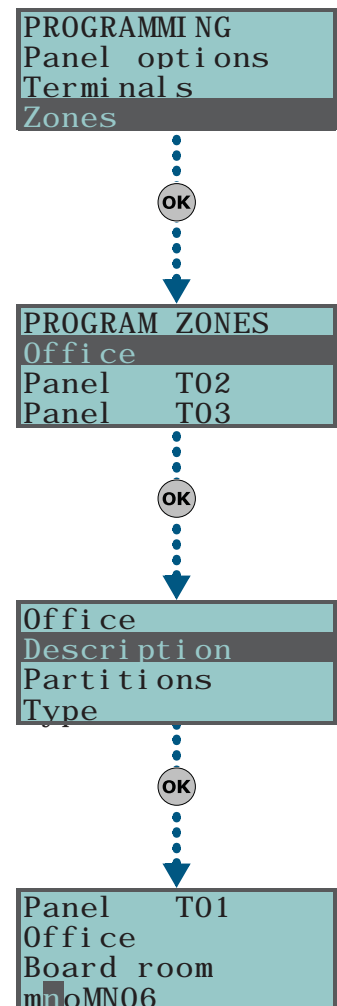 PROGRAMMING
Panel options
Terminals
Zones
OK
PROGRAM ZONES
Office
Panel T02
Panel T03
OK
Office
Description
Partitions
Type
OK
Panel T01
Office
Board room
mnoMNO6